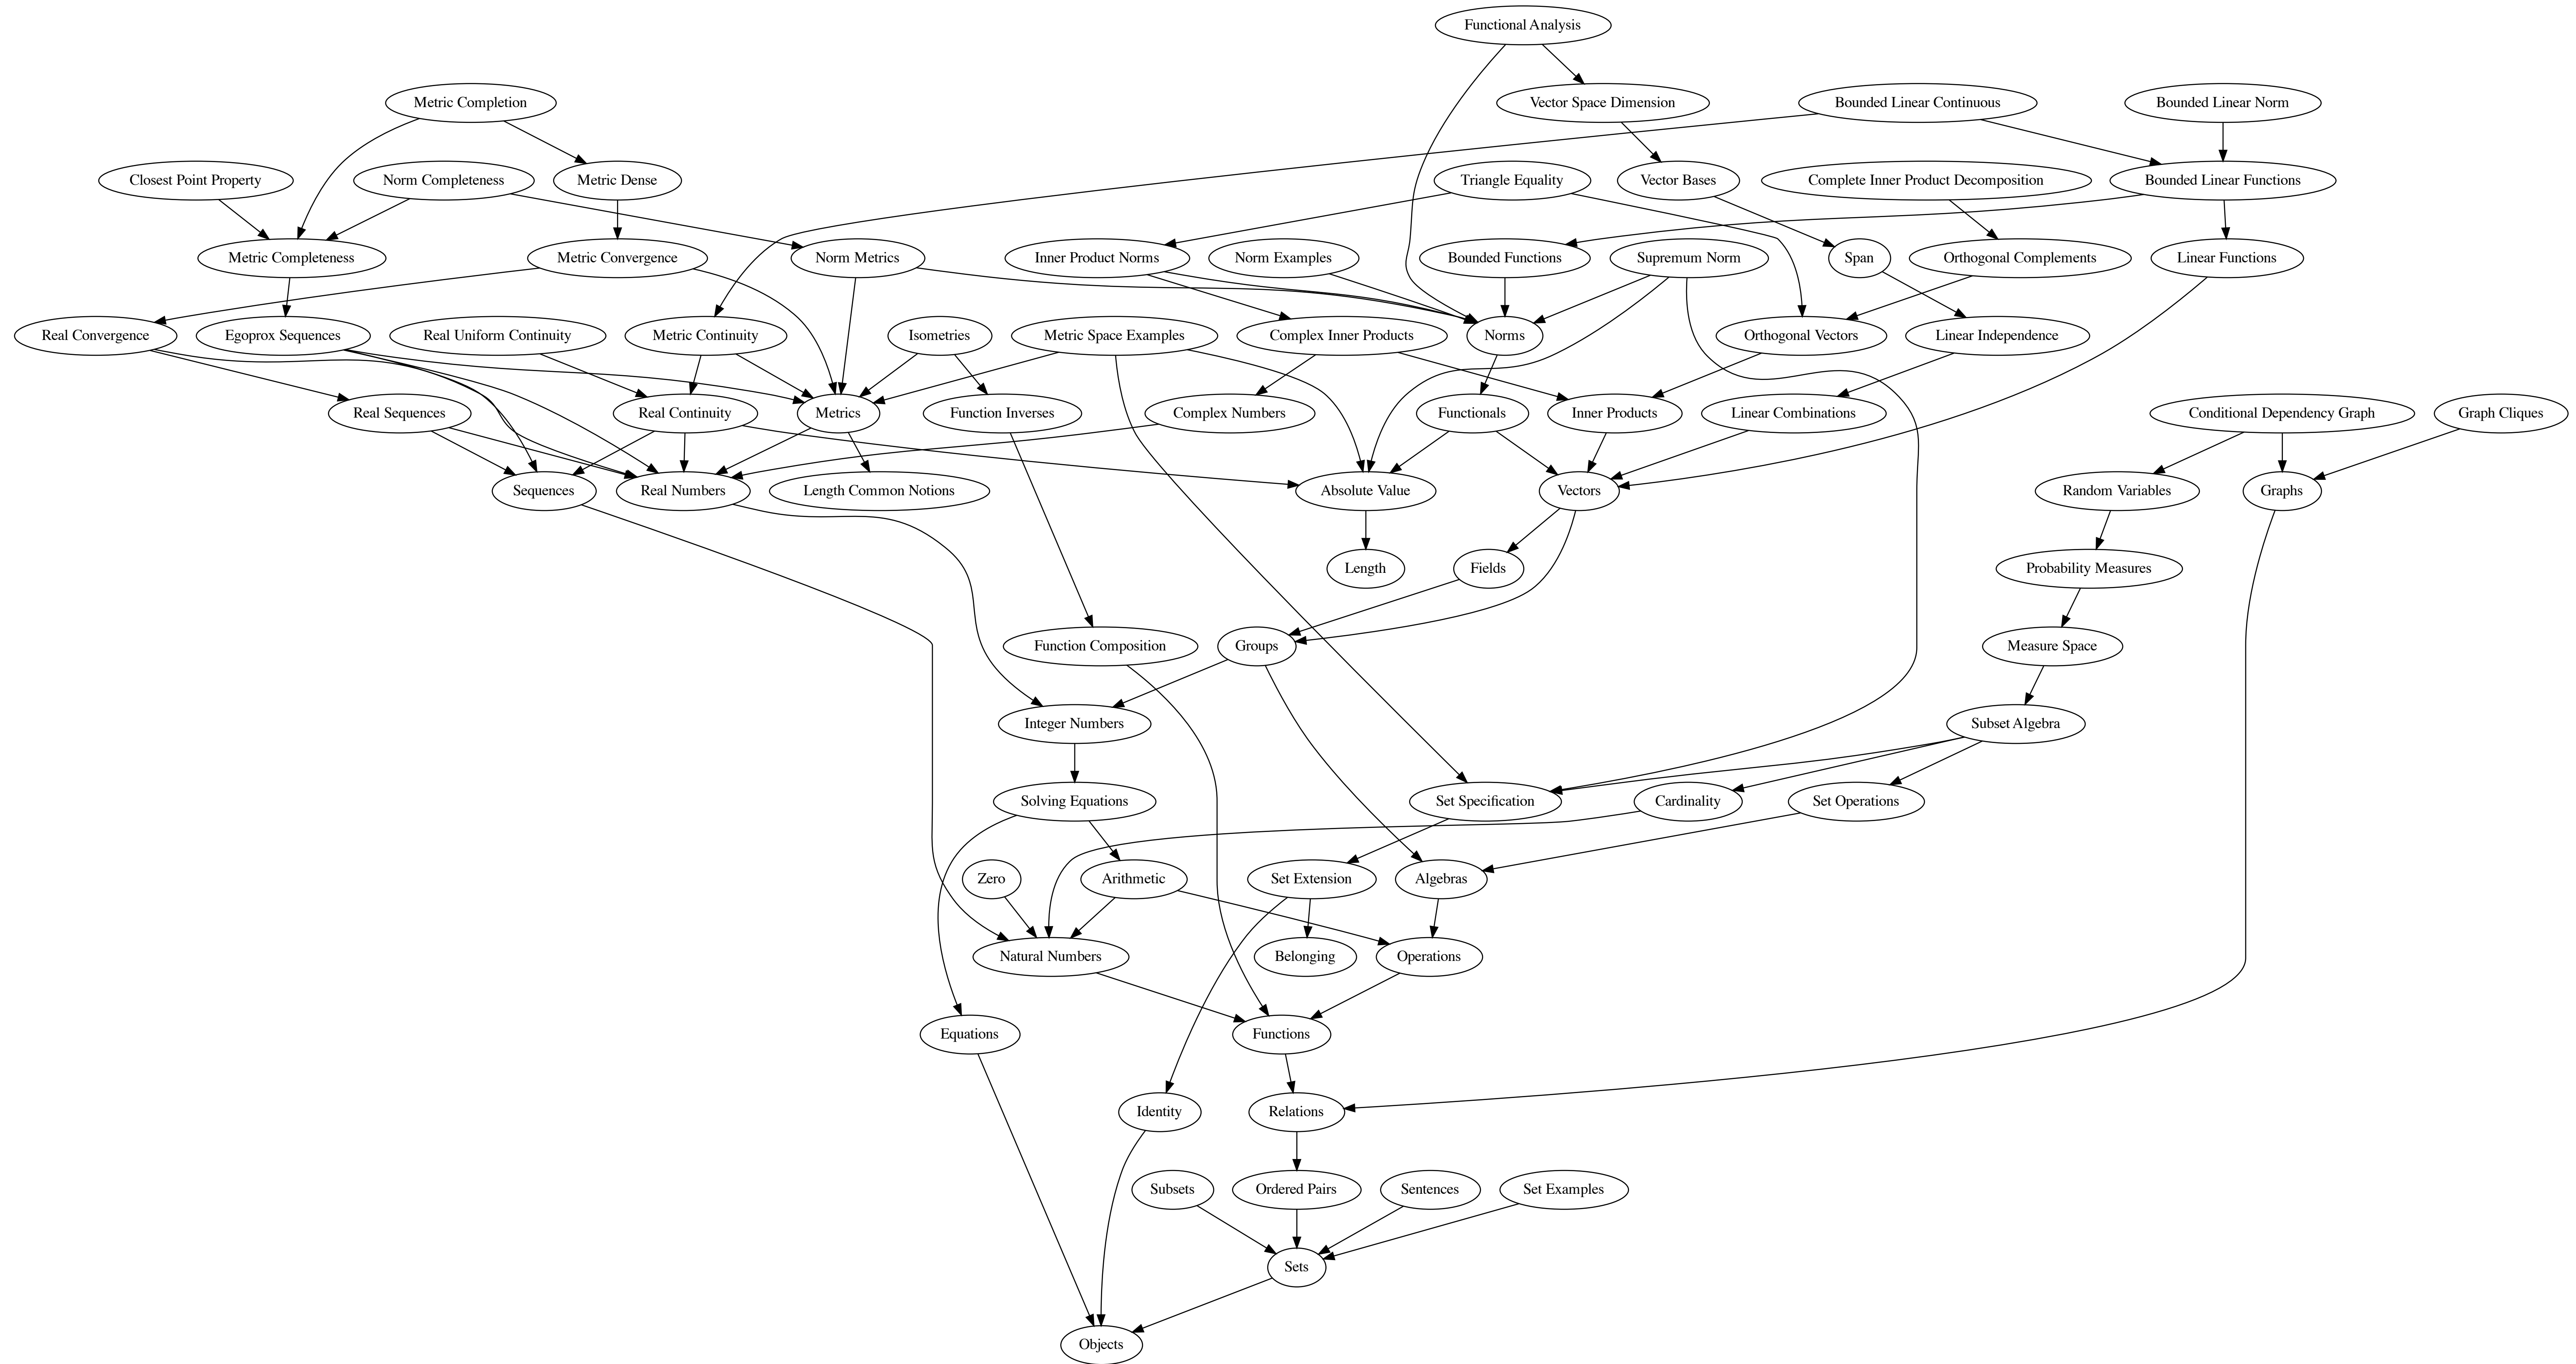 Functional Analysis
Metric Completion
Vector Space Dimension
Bounded Linear Continuous
Bounded Linear Norm
Closest Point Property
Norm Completeness
Metric Dense
Triangle Equality
Vector Bases
Complete Inner Product Decomposition
Bounded Linear Functions
Metric Completeness
Metric Convergence
Norm Metrics
Inner Product Norms
Norm Examples
Bounded Functions
Supremum Norm
Span
Orthogonal Complements
Linear Functions
Real Convergence
Egoprox Sequences
Real Uniform Continuity
Metric Continuity
Isometries
Metric Space Examples
Complex Inner Products
Norms
Orthogonal Vectors
Linear Independence
Real Sequences
Real Continuity
Metrics
Function Inverses
Complex Numbers
Functionals
Inner Products
Linear Combinations
Conditional Dependency Graph
Graph Cliques
Sequences
Real Numbers
Length Common Notions
Absolute Value
Vectors
Random Variables
Graphs
Length
Fields
Probability Measures
Function Composition
Groups
Measure Space
Integer Numbers
Subset Algebra
Solving Equations
Set Specification
Cardinality
Set Operations
Zero
Arithmetic
Set Extension
Algebras
Natural Numbers
Belonging
Operations
Equations
Functions
Identity
Relations
Subsets
Ordered Pairs
Sentences
Set Examples
Sets
Objects